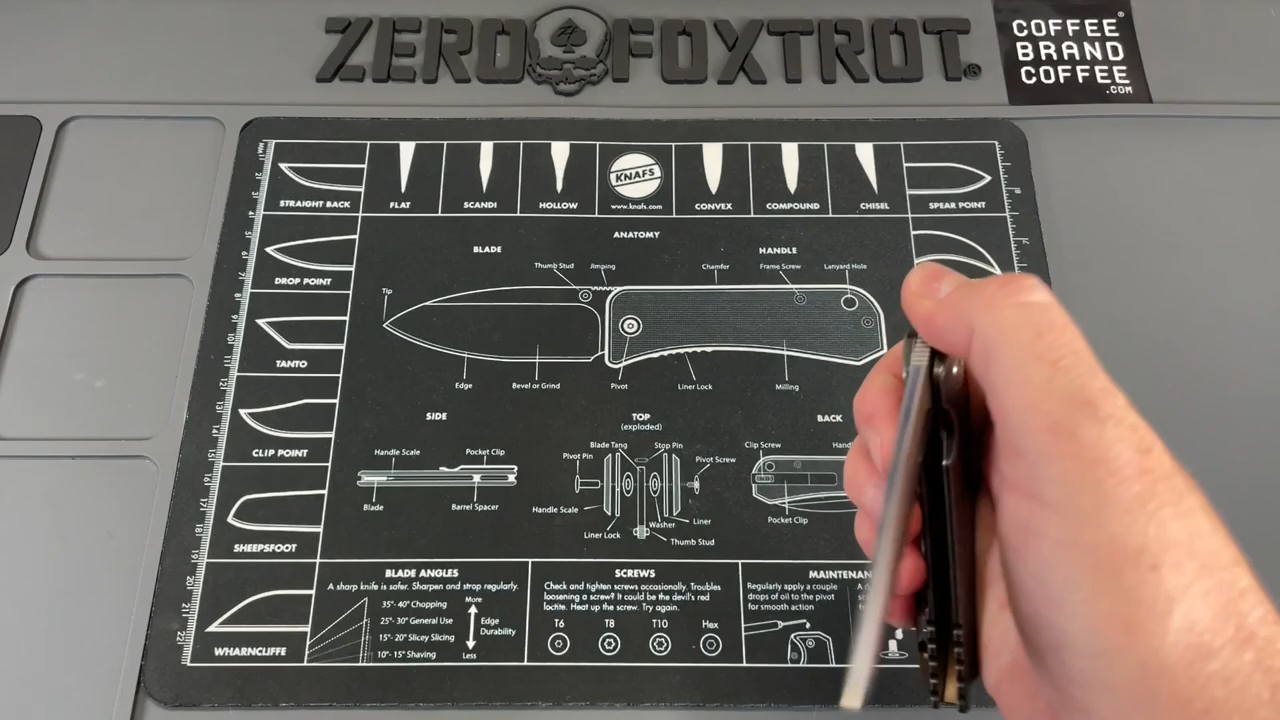 ZERO FOXTROT
COFFEE
BRAND
COFFEE
.COM
STRAIGHT BACK
FLAT
SCANDI
HOLLOW
KNAFS
www.knafs.com
CONVEX
COMPOUND
CHISEL
SPEAR POINT
ANATOMY
BLADE
HANDLE
Thumb Stud
Jimping
Chamfer
Frame Screw
Lanyard Hole
Tip
DROP POINT
TANTO
Edge
Bevel or Grind
Pivot
Liner Lock
Milling
CLIP POINT
SIDE
Handle Scale
Pocket Clip
Blade
Barrel Spacer
TOP
(exploded)
Blade Tang
Stop Pin
Pivot Pin
Pivot Screw
Handle Scale
Liner Lock
Washer
Liner
Thumb Stud
BACK
Clip Screw
Pocket Clip
SHEEPSFOOT
WHARNCLIFFE
BLADE ANGLES
A sharp knife is safer. Sharpen and strop regularly.
35°- 40° Chopping
25°- 30° General Use
15°- 20° Slicey Slicing
10°- 15° Shaving
More
Edge
Durability
Less
SCREWS
Check and tighten screws occasionally. Troubles
loosening a screw? It could be the devil's red
loctite. Heat up the screw. Try again.
T6 T8 T10 Hex
Regularly apply a couple
drops of oil to the pivot
for smooth action